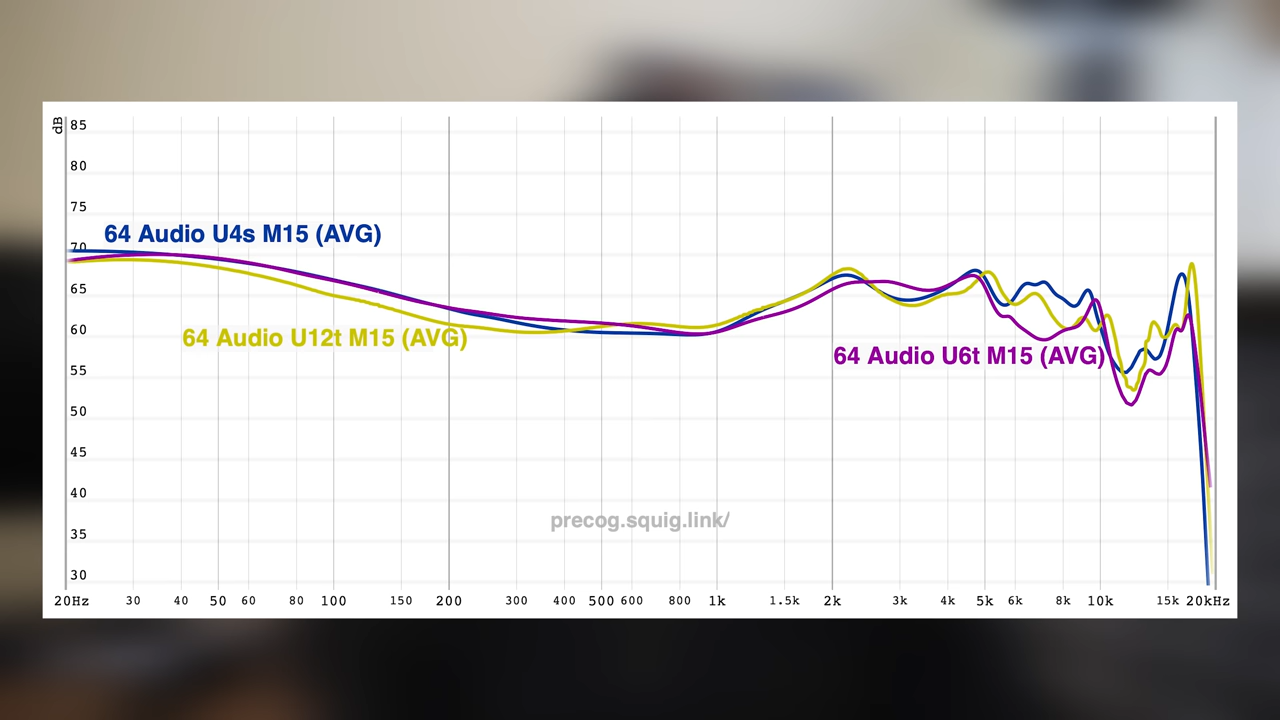 dB
85
80
75
70
65
60
55
50
45
40
35
30
64 Audio U4s M15 (AVG)
64 Audio U12t M15 (AVG)
64 Audio U6t M15 (AVG)
precog.squig.link/
20Hz 30 40 50 60 80 100 150 200 300 400 500 600 800 1k 1.5k 2k 3k 4k 5k 6k 8k 10k 15k 20kHz